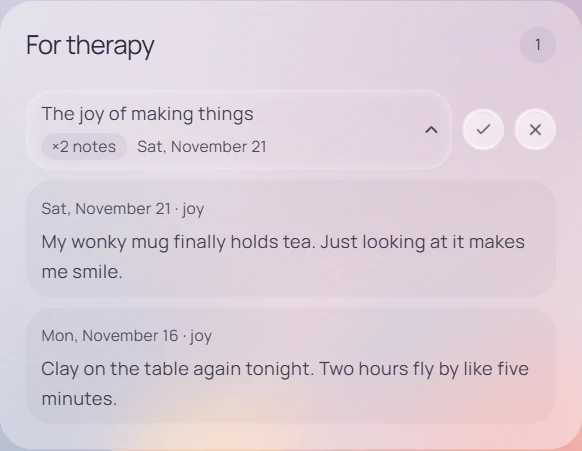 For therapy
1
The joy of making things
×2 notes
Sat, November 21
Sat, November 21 · joy
My wonky mug finally holds tea. Just looking at it makes
me smile.
Mon, November 16 · joy
Clay on the table again tonight. Two hours fly by like five
minutes.